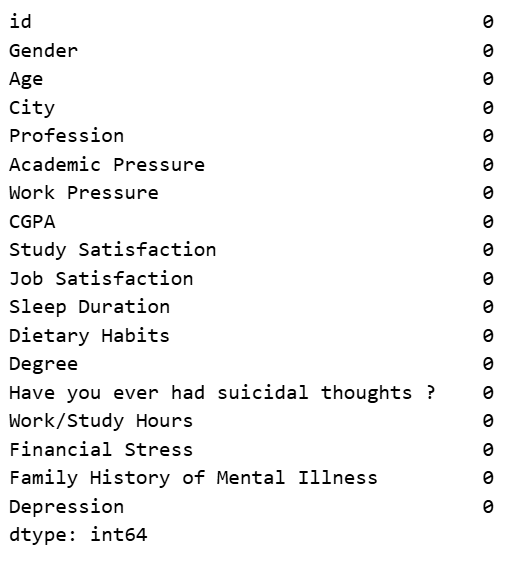 id 0
Gender 0
Age 0
City 0
Profession 0
Academic Pressure 0
Work Pressure 0
CGPA 0
Study Satisfaction 0
Job Satisfaction 0
Sleep Duration 0
Dietary Habits 0
Degree 0
Have you ever had suicidal thoughts ? 0
Work/Study Hours 0
Financial Stress 0
Family History of Mental Illness 0
Depression 0
dtype: int64